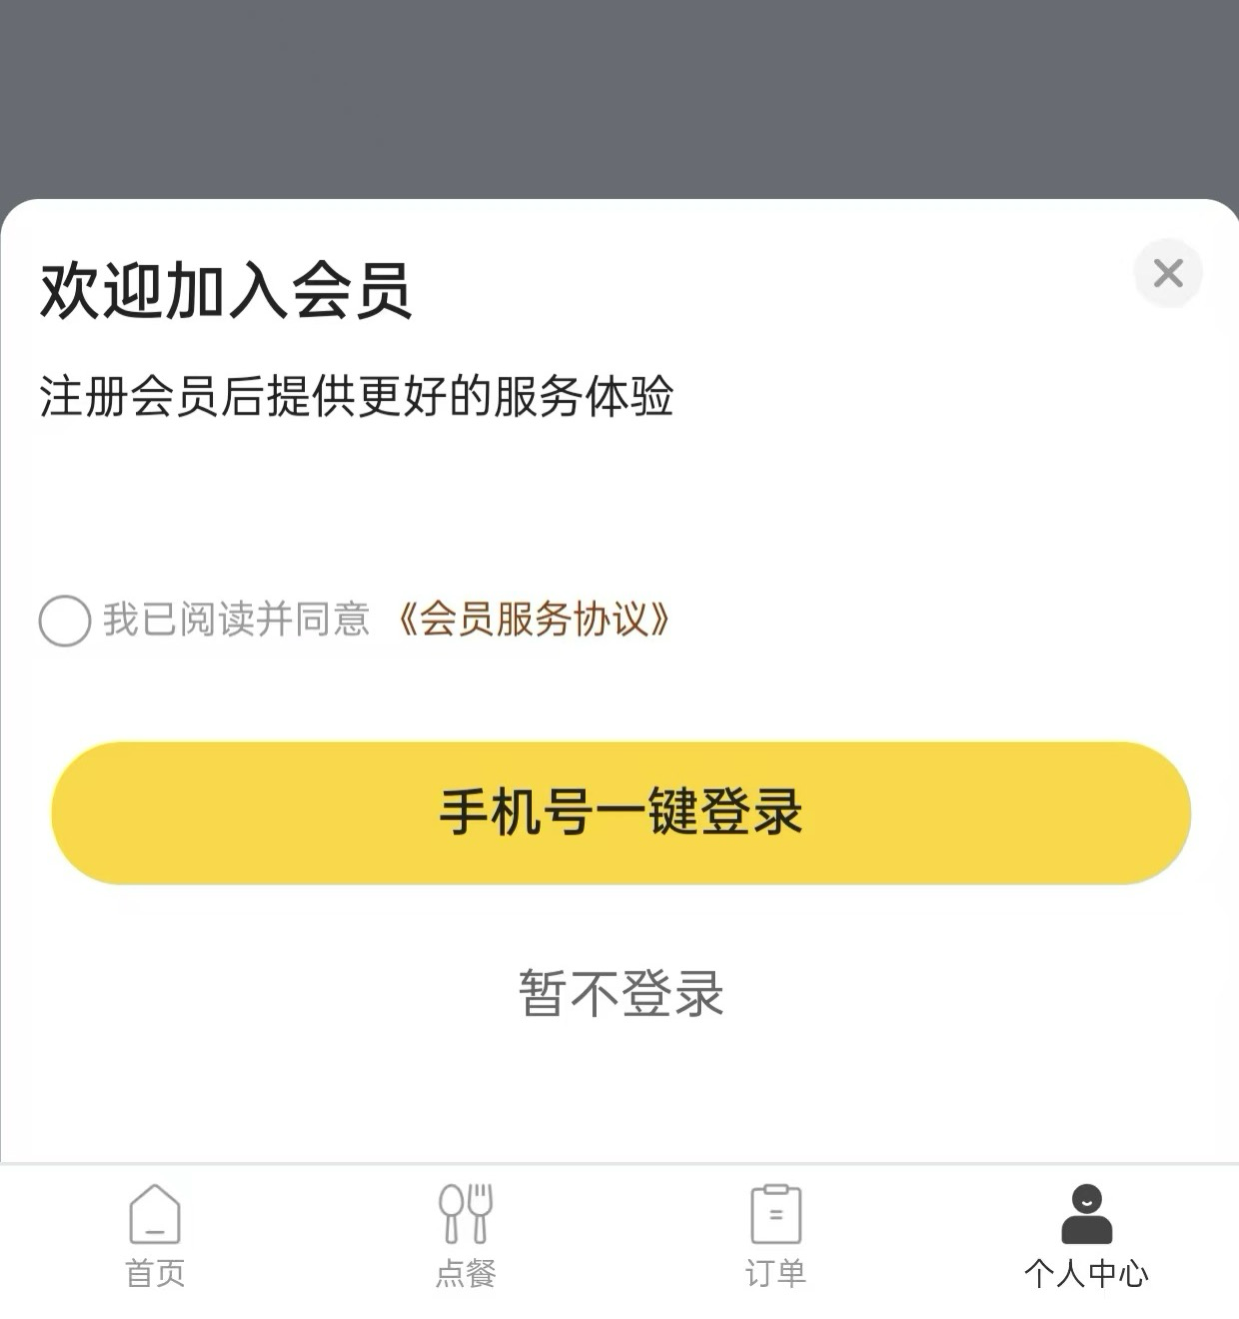 欢迎加入会员
注册会员后提供更好的服务体验
我已阅读并同意 《会员服务协议》
手机号一键登录
暂不登录
首页 点餐 订单 个人中心